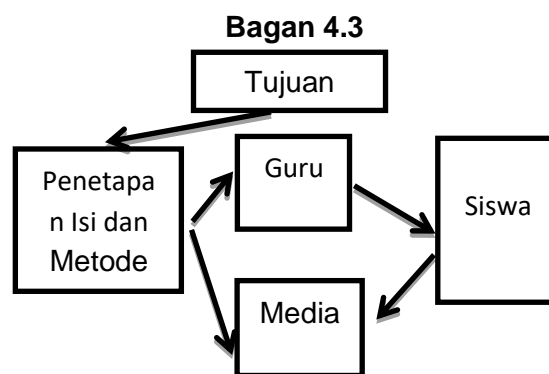 Bagan 4.3
Tujuan
Penetapa
n Isi dan
Metode
Guru
Siswa
Media